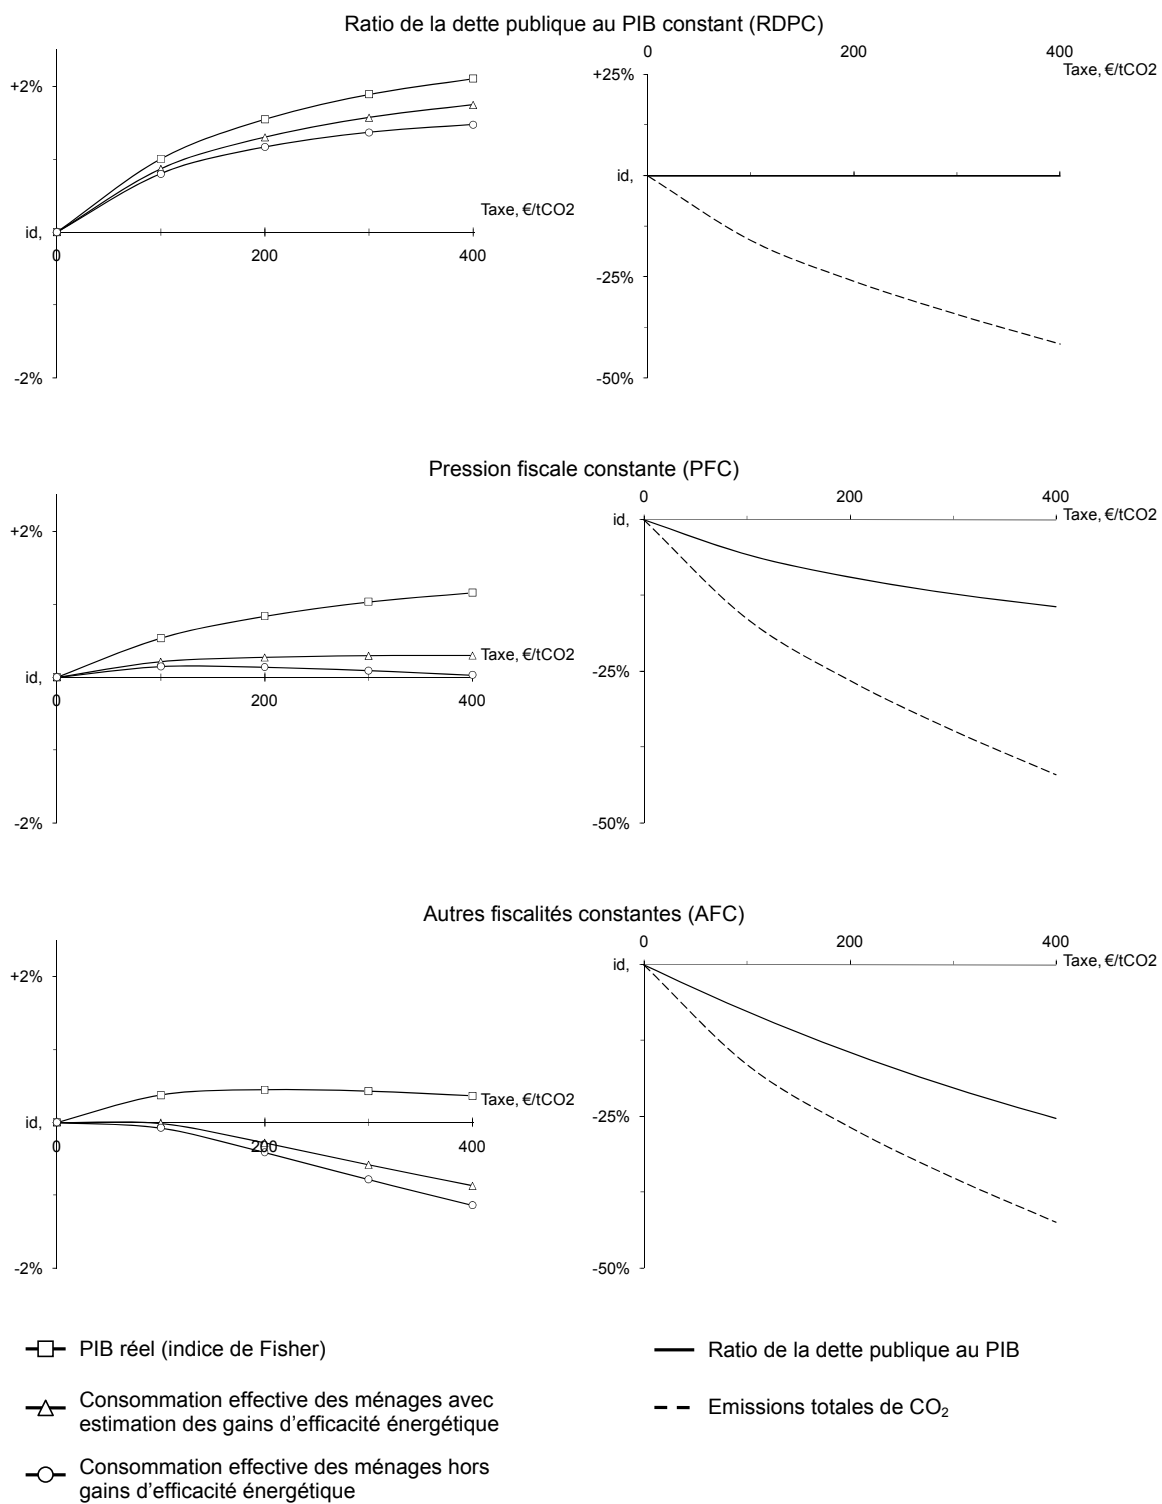 Ratio de la dette publique au PIB constant (RDPC)
+2%
id,
-2%
0
200
400
Taxe, €/tCO2
0
200
400
Taxe, €/tCO2
+25%
id,
-25%
-50%
Pression fiscale constante (PFC)
+2%
id,
-2%
0
200
400
Taxe, €/tCO2
0
200
400
Taxe, €/tCO2
id,
-25%
-50%
Autres fiscalités constantes (AFC)
+2%
id,
-2%
0
200
400
Taxe, €/tCO2
0
200
400
Taxe, €/tCO2
id,
-25%
-50%
PIB réel (indice de Fisher)
Consommation effective des ménages avec
estimation des gains d’efficacité énergétique
Consommation effective des ménages hors
gains d’efficacité énergétique
Ratio de la dette publique au PIB
Emissions totales de CO₂